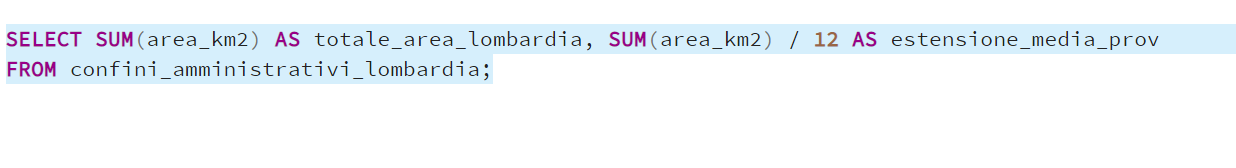 SELECT SUM(area_km2) AS totale_area_lombardia, SUM(area_km2) / 12 AS estensione_media_prov
FROM confini_amministrativi_lombardia;